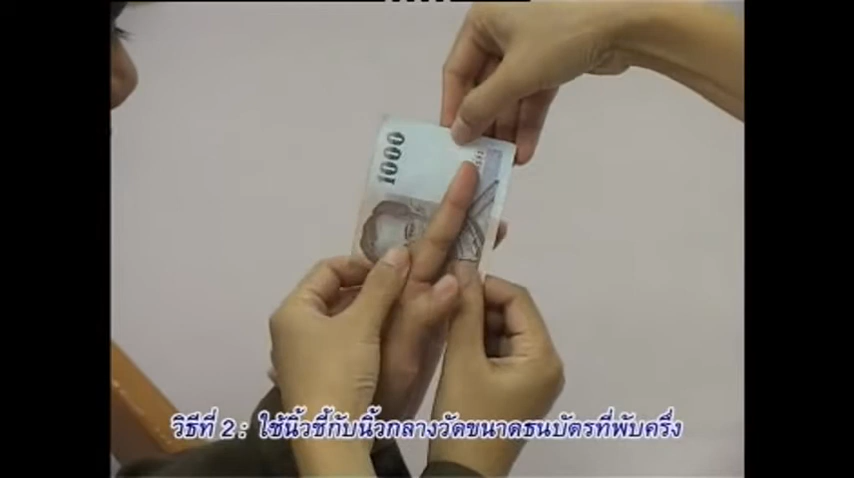 1000
วิธีที่ 2 : ใช้นิ้วชี้กับนิ้วกลางวัดขนาดธนบัตรที่พับครึ่ง